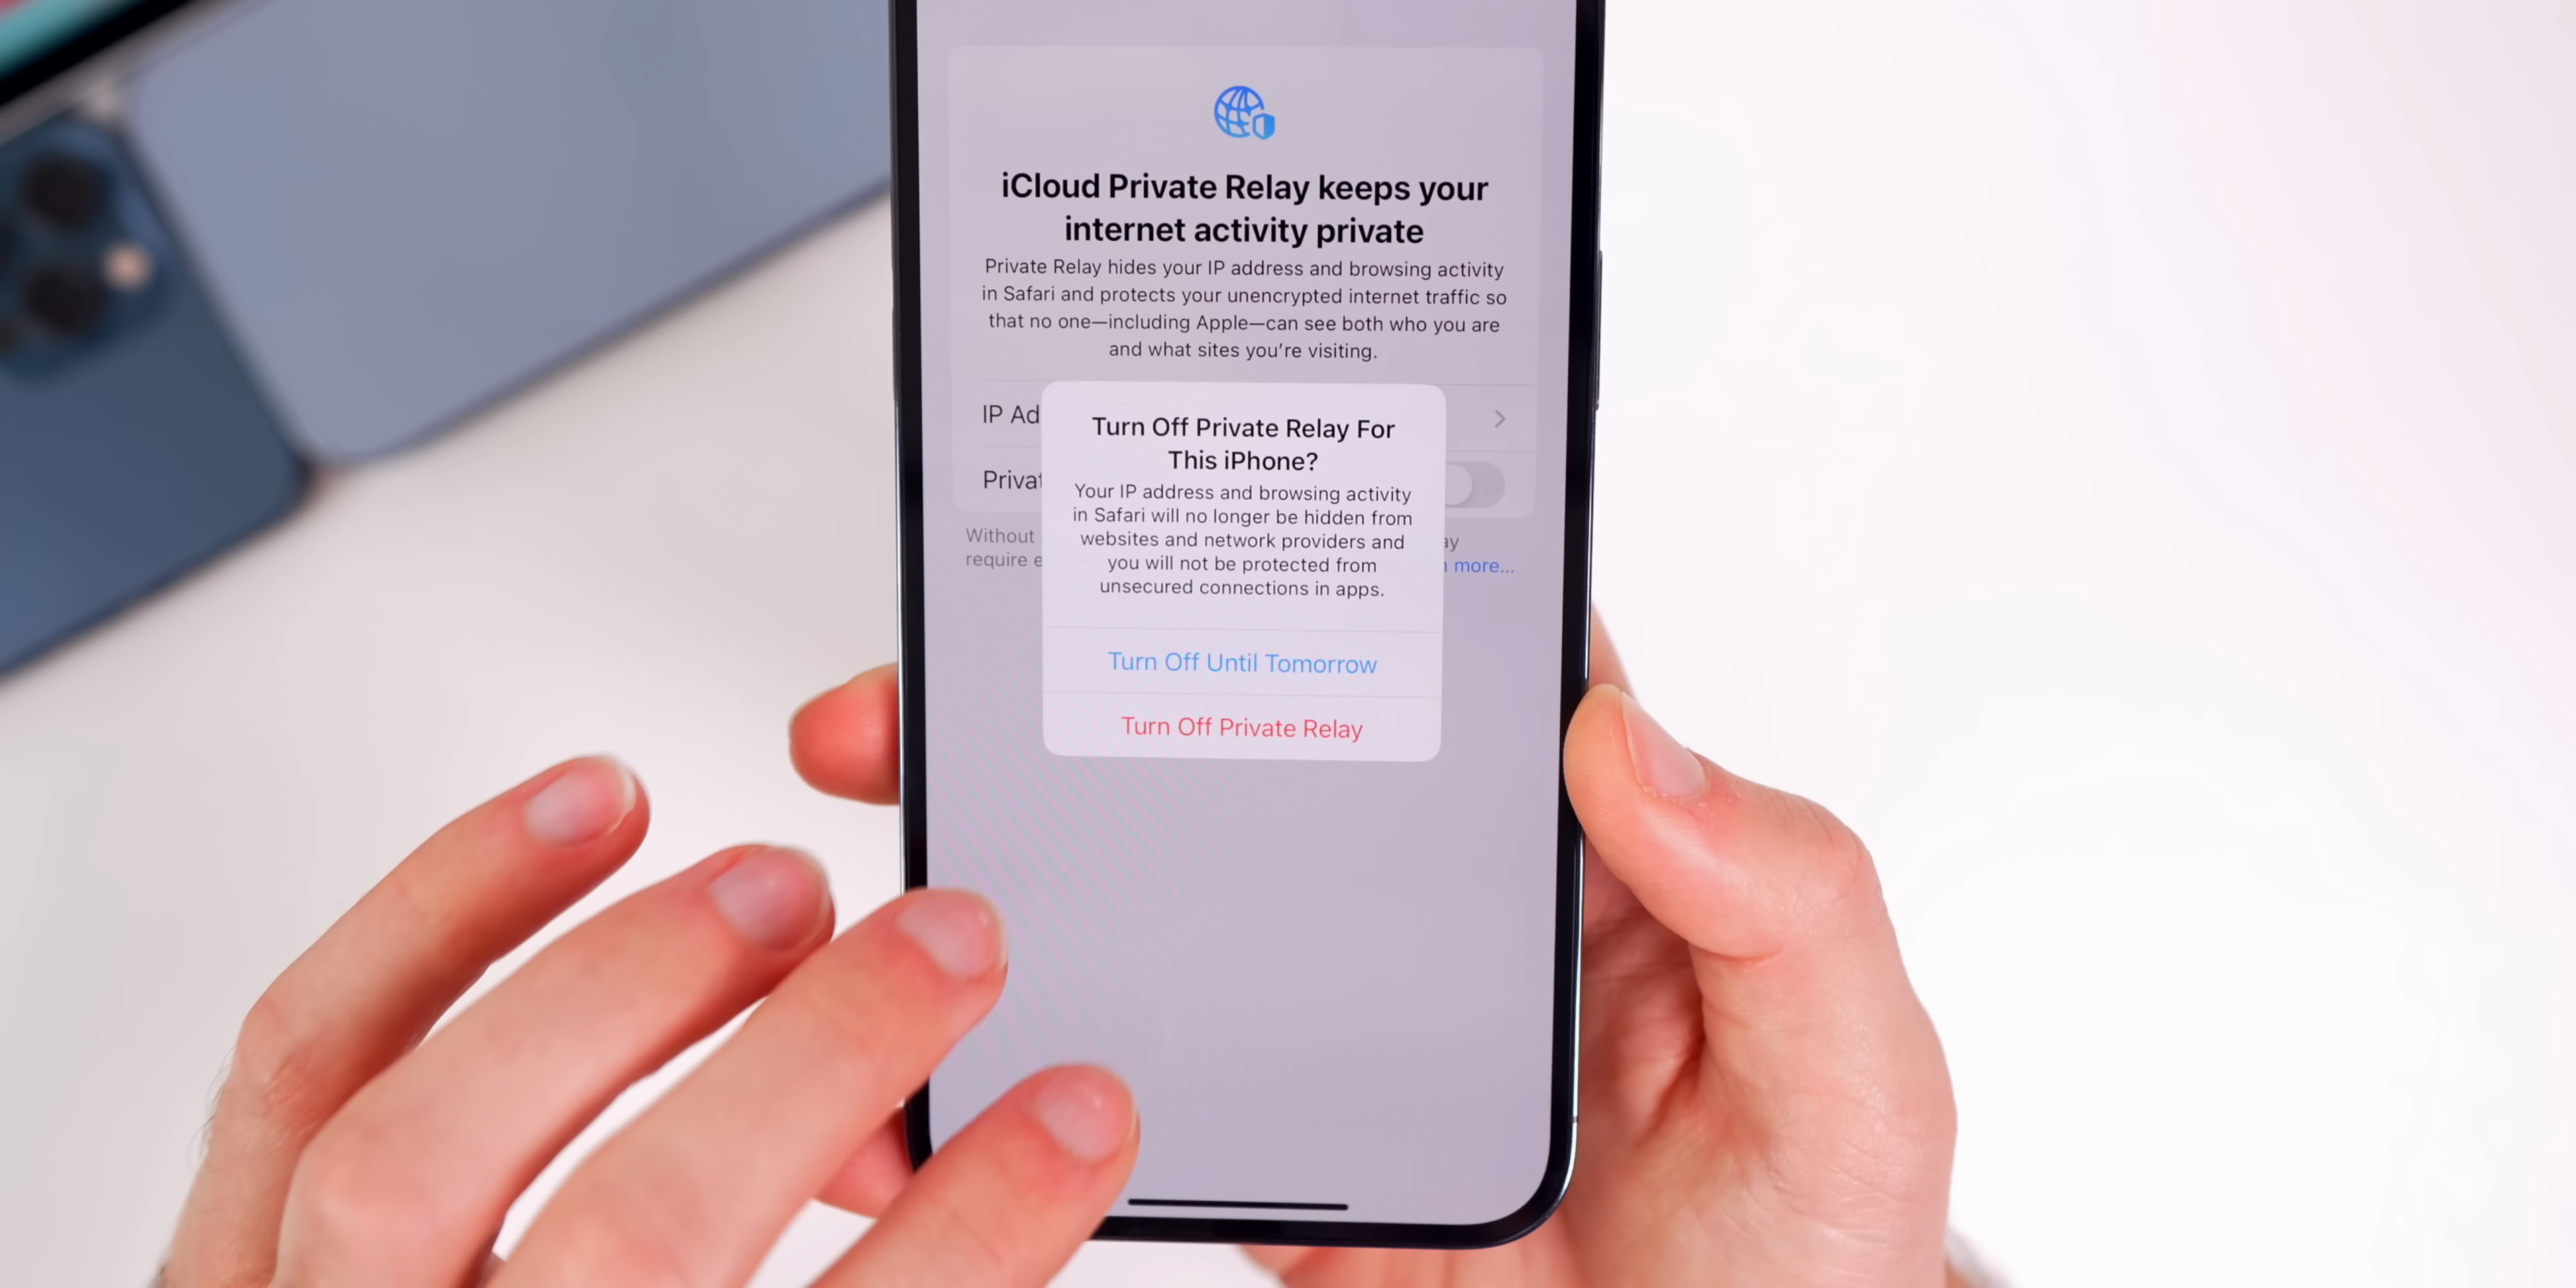 iCloud Private Relay keeps your
internet activity private
Private Relay hides your IP address and browsing activity
in Safari and protects your unencrypted internet traffic so
that no one—including Apple—can see both who you are
and what sites you're visiting.
IP Ad
Privat
Without
require e
ay
more...
Turn Off Private Relay For
This iPhone?
Your IP address and browsing activity
in Safari will no longer be hidden from
websites and network providers and
you will not be protected from
unsecured connections in apps.
Turn Off Until Tomorrow
Turn Off Private Relay